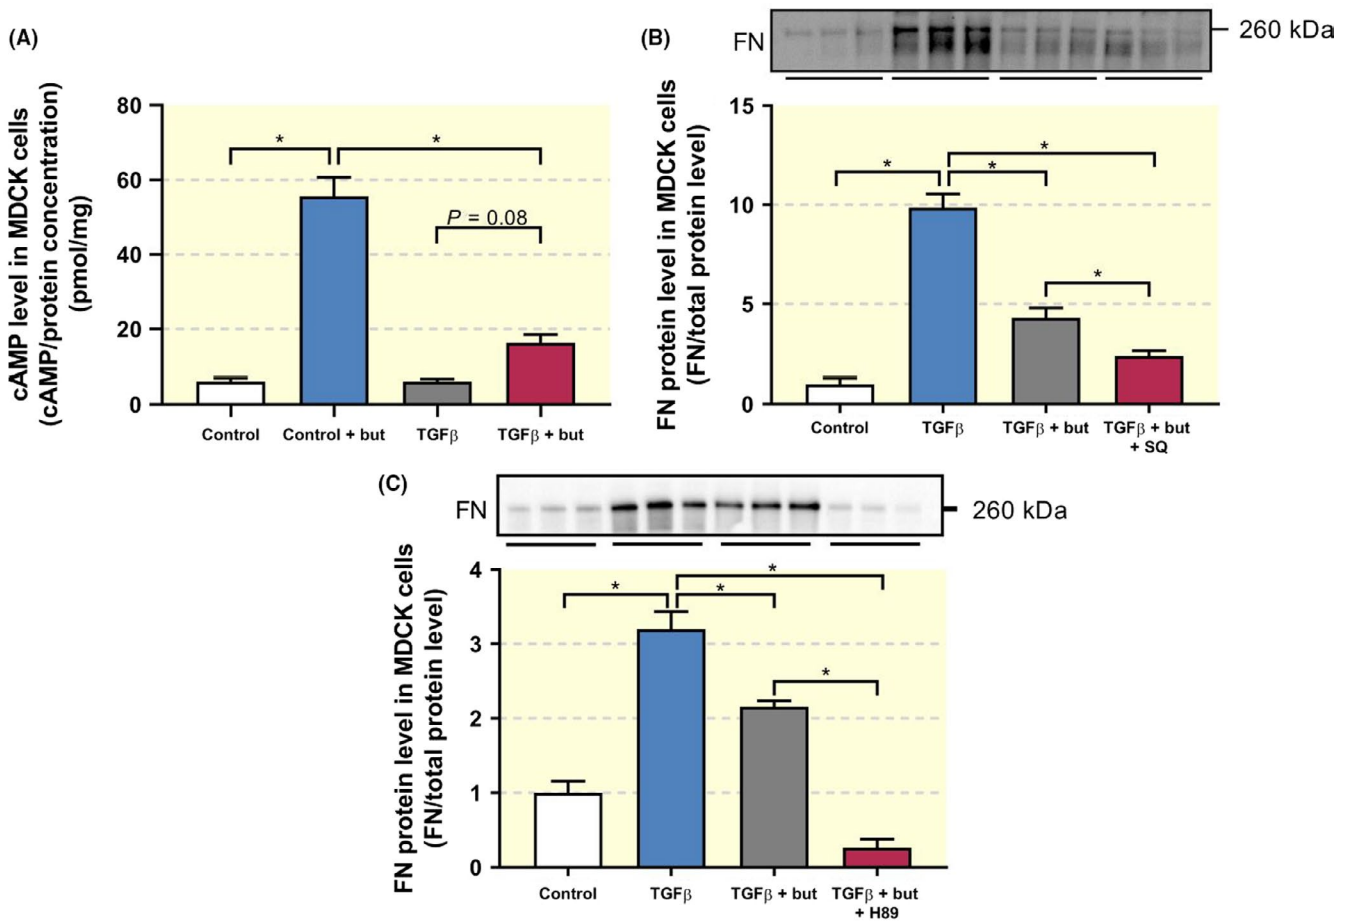 (A)
cAMP level in MDCK cells
(cAMP/protein concentration)
(pmol/mg)
80
60
40
20
0
*
*
P = 0.08
Control
Control + but
TGFβ
TGFβ + but
(B)
FN
260 kDa
FN protein level in MDCK cells
(FN/total protein level)
15
10
5
0
*
*
*
*
Control
TGFβ
TGFβ + but
TGFβ + but
+ SQ
(C)
FN
260 kDa
FN protein level in MDCK cells
(FN/total protein level)
4
3
2
1
0
*
*
*
*
Control
TGFβ
TGFβ + but
TGFβ + but
+ H89